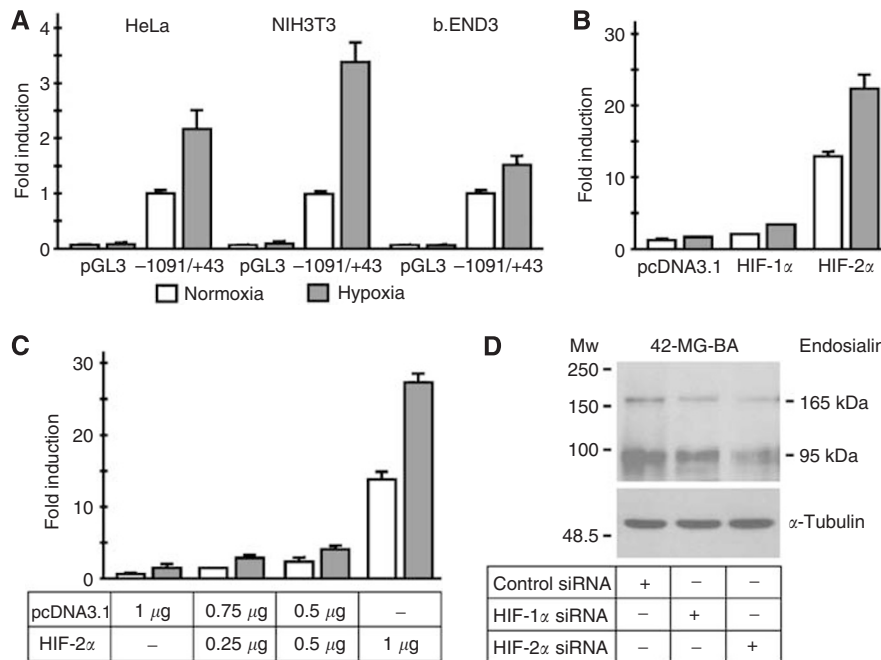 A
HeLa
NIH3T3
b.END3
Fold induction
4
3
2
1
0
pGL3 –1091/+43 pGL3 –1091/+43 pGL3 –1091/+43
Normoxia
Hypoxia
B
Fold induction
30
20
10
0
pcDNA3.1 HIF-1α HIF-2α
C
Fold induction
30
20
10
0
pcDNA3.1 1 μg 0.75 μg 0.5 μg –
HIF-2α – 0.25 μg 0.5 μg 1 μg
D
Mw 42-MG-BA Endosialin
250
150
100
48.5
165 kDa
95 kDa
α-Tubulin
Control siRNA + – –
HIF-1α siRNA – + –
HIF-2α siRNA – – +